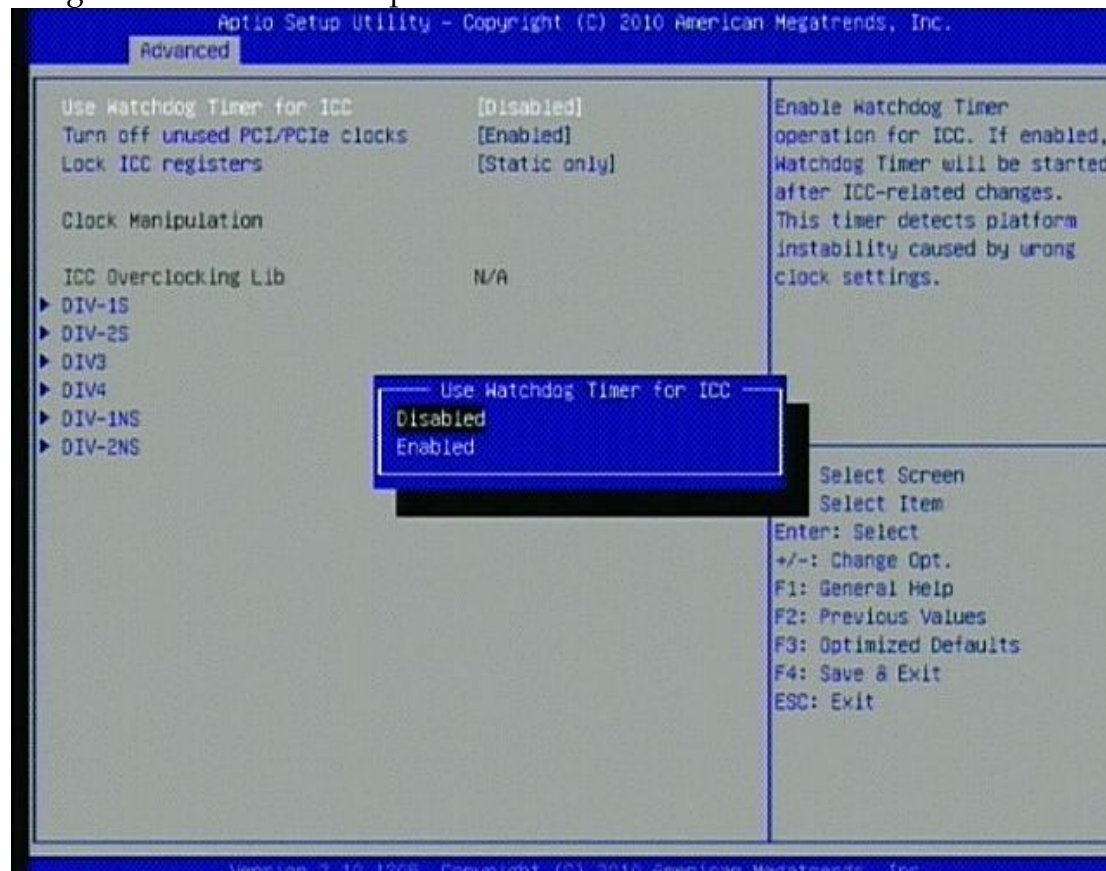 Aptio Setup Utility - Copyright (C) 2010 American Megatrends, Inc.
Advanced
Use Watchdog Timer for ICC [Disabled]
Turn off unused PCI/PCIe clocks [Enabled]
Lock ICC registers [Static only]
Clock Manipulation
ICC Overclocking Lib N/A
DIV-1S
DIV-2S
DIV3
DIV4
DIV-1NS
DIV-2NS
Use Watchdog Timer for ICC
Disabled
Enabled
Enable Watchdog Timer
operation for ICC. If enabled,
Watchdog Timer will be started
after ICC-related changes.
This timer detects platform
instability caused by wrong
clock settings.
Select Screen
Select Item
Enter: Select
+/-: Change Opt.
F1: General Help
F2: Previous Values
F3: Optimized Defaults
F4: Save & Exit
ESC: Exit
Copyright (C) 2010 American Megatrends, Inc.